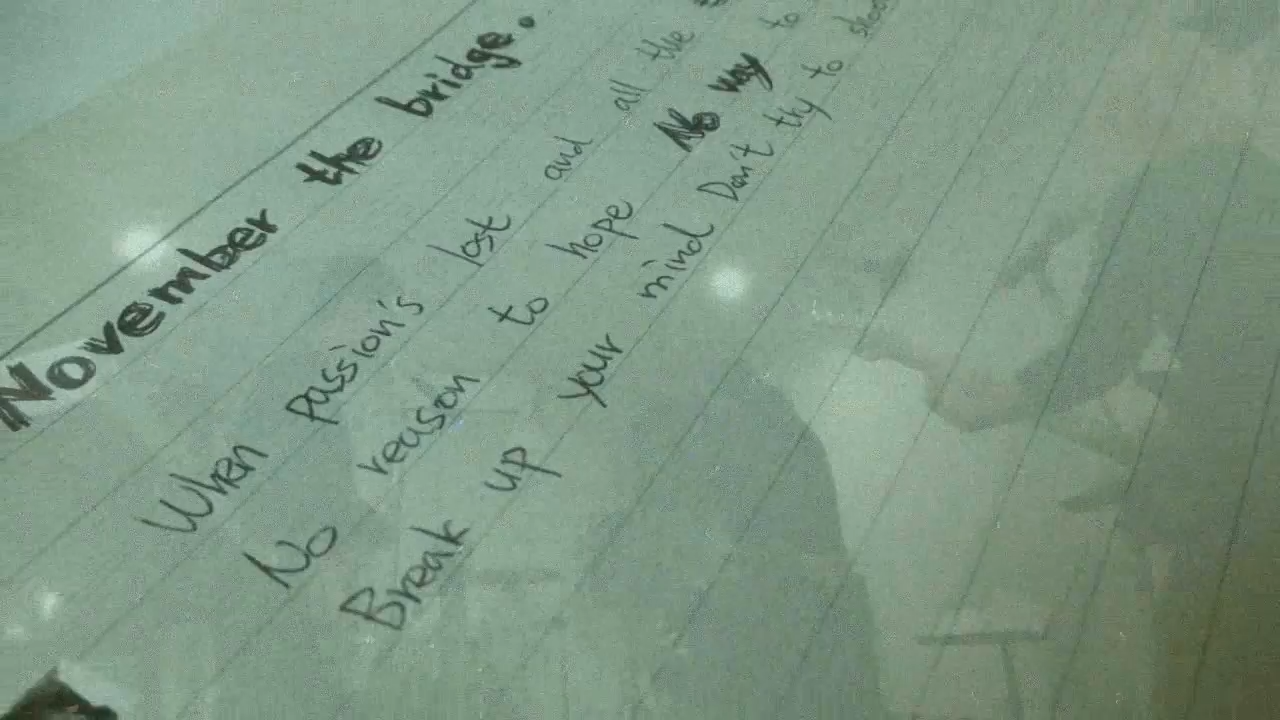 November the bridge.
When passion's lost and all the
No reason to hope No way to
Break up your mind Don't try to